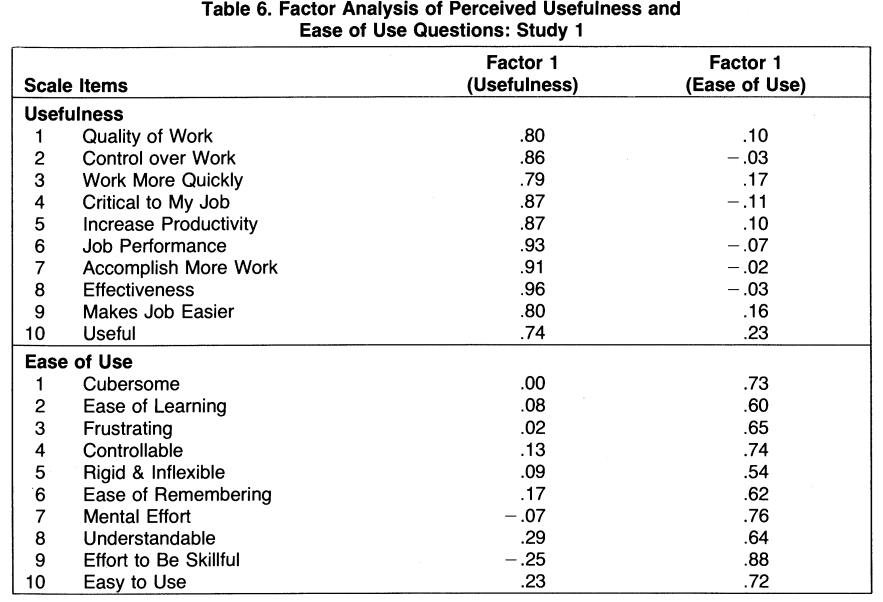 Table 6. Factor Analysis of Perceived Usefulness and
Ease of Use Questions: Study 1
Factor 1 Factor 1
Scale Items (Usefulness) (Ease of Use)
Usefulness
1 Quality of Work .80 .10
2 Control over Work .86 −.03
3 Work More Quickly .79 .17
4 Critical to My Job .87 −.11
5 Increase Productivity .87 .10
6 Job Performance .93 −.07
7 Accomplish More Work .91 −.02
8 Effectiveness .96 −.03
9 Makes Job Easier .80 .16
10 Useful .74 .23
Ease of Use
1 Cubersome .00 .73
2 Ease of Learning .08 .60
3 Frustrating .02 .65
4 Controllable .13 .74
5 Rigid & Inflexible .09 .54
6 Ease of Remembering .17 .62
7 Mental Effort −.07 .76
8 Understandable .29 .64
9 Effort to Be Skillful −.25 .88
10 Easy to Use .23 .72